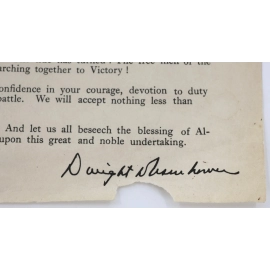 The free men of the
rching together to Victory !
onfidence in your courage, devotion to duty
battle. We will accept nothing less than
And let us all beseech the blessing of Al-
upon this great and noble undertaking.
Dwight D Eisenhower